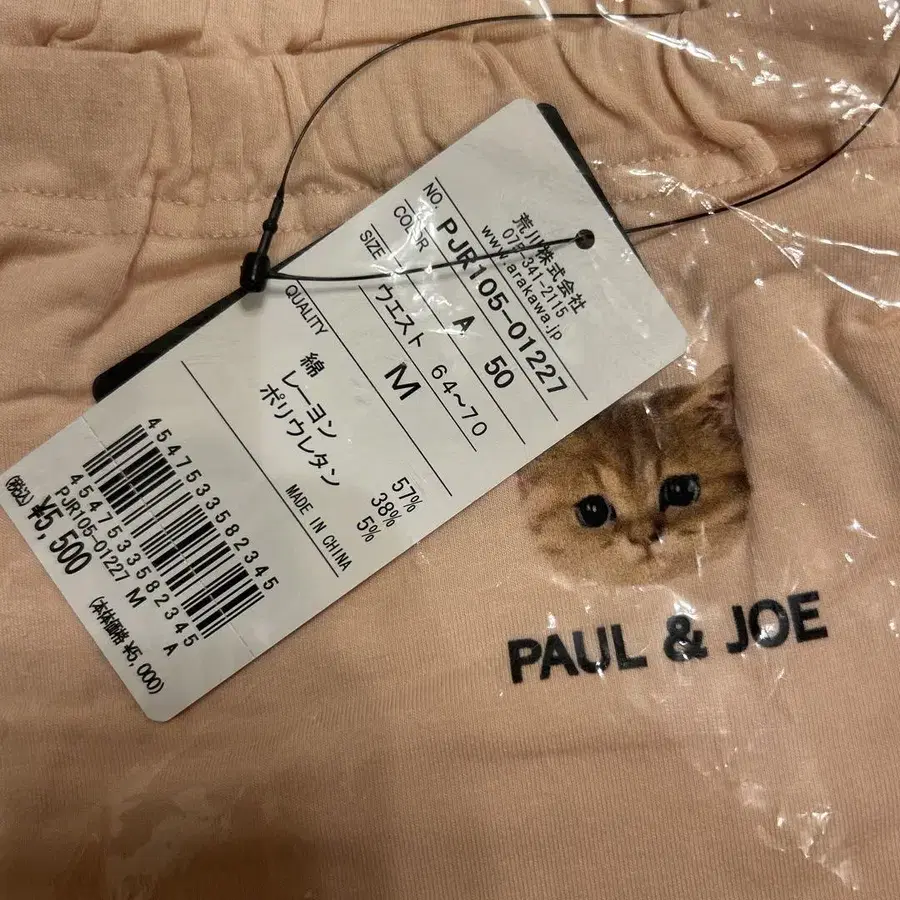 荒川株式会社
075-341-2115
www.arakawa.jp
NO. PJR105-01227
COLOR A 50
SIZE M
ウエスト 64~70
QUALITY
綿 57%
レーヨン 38%
ポリウレタン 5%
MADE IN CHINA
4547533582345
4547533582345
PJR105-01227 M A
(税込) ¥5,500
(本体価格 ¥5,000)
PAUL & JOE